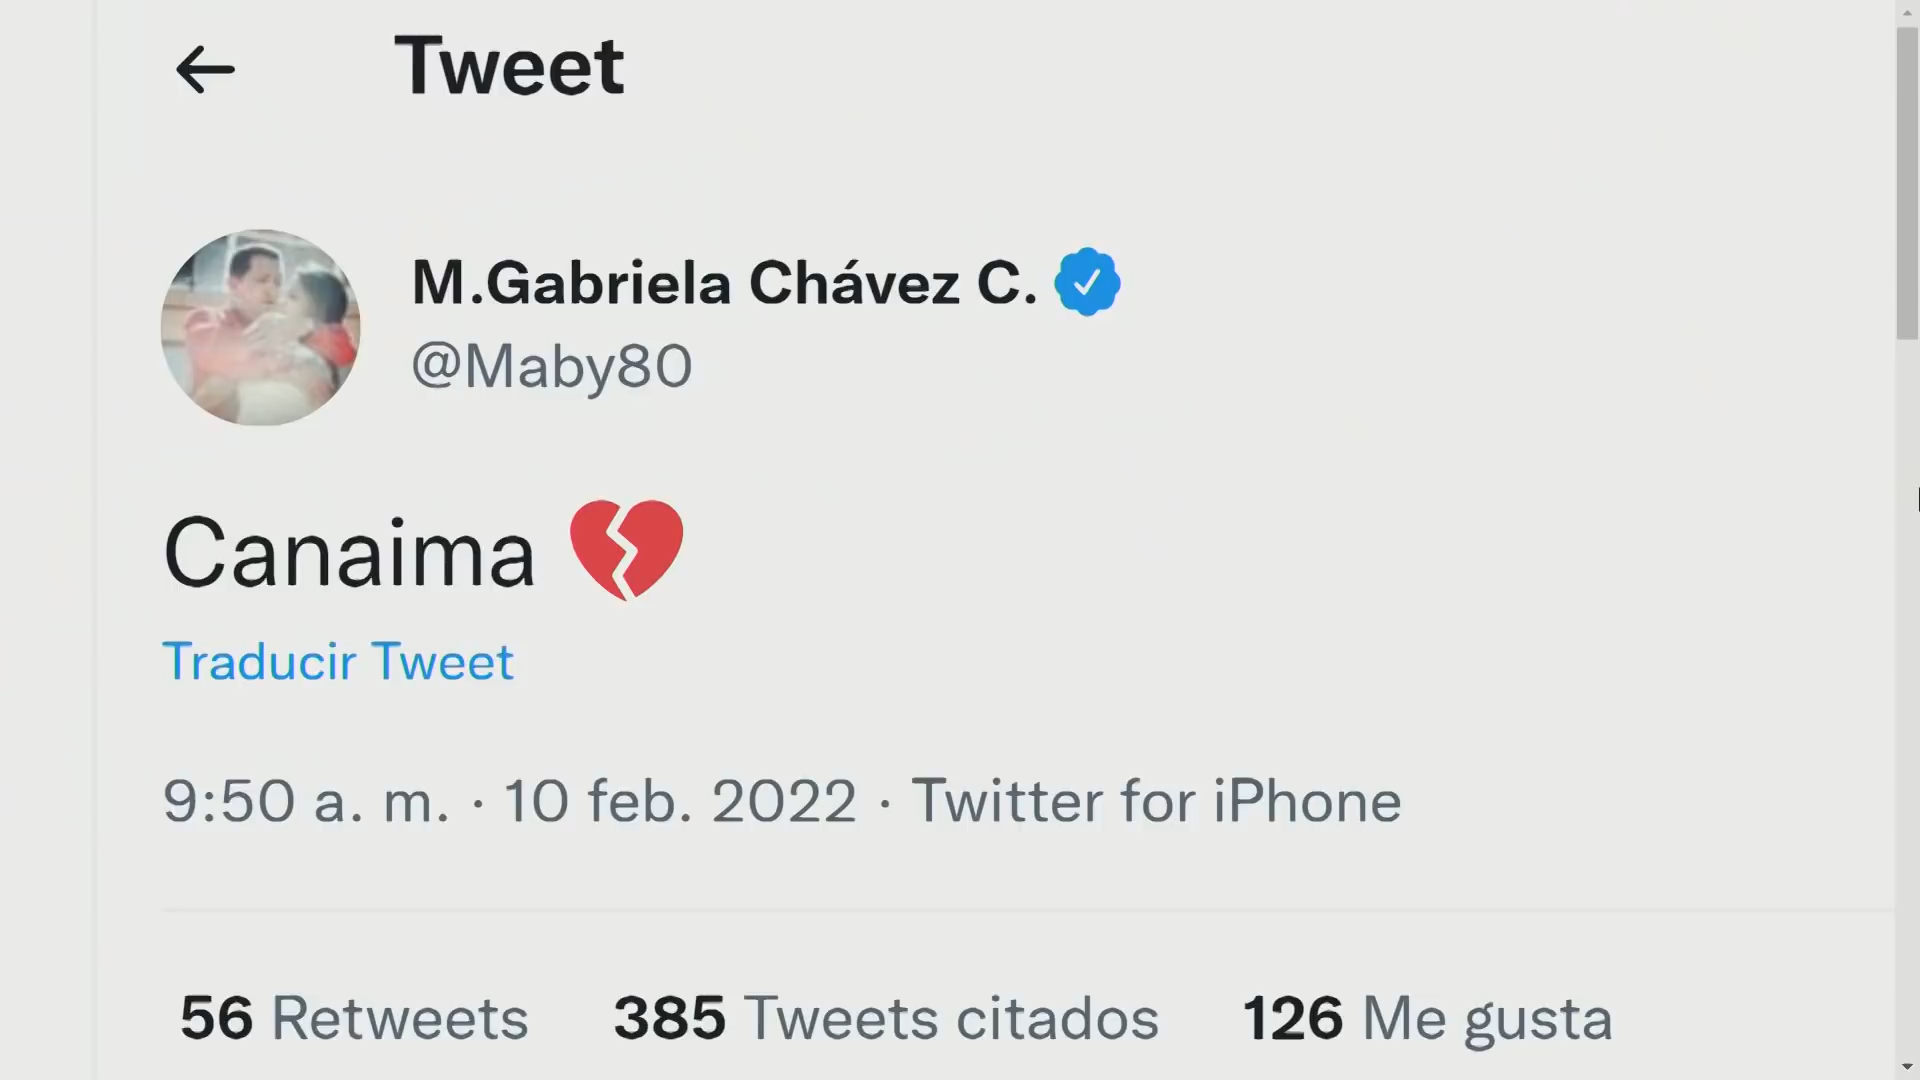 Tweet
M.Gabriela Chávez C.
@Maby80
Canaima 💔
Traducir Tweet
9:50 a. m. · 10 feb. 2022 · Twitter for iPhone
56 Retweets 385 Tweets citados 126 Me gusta